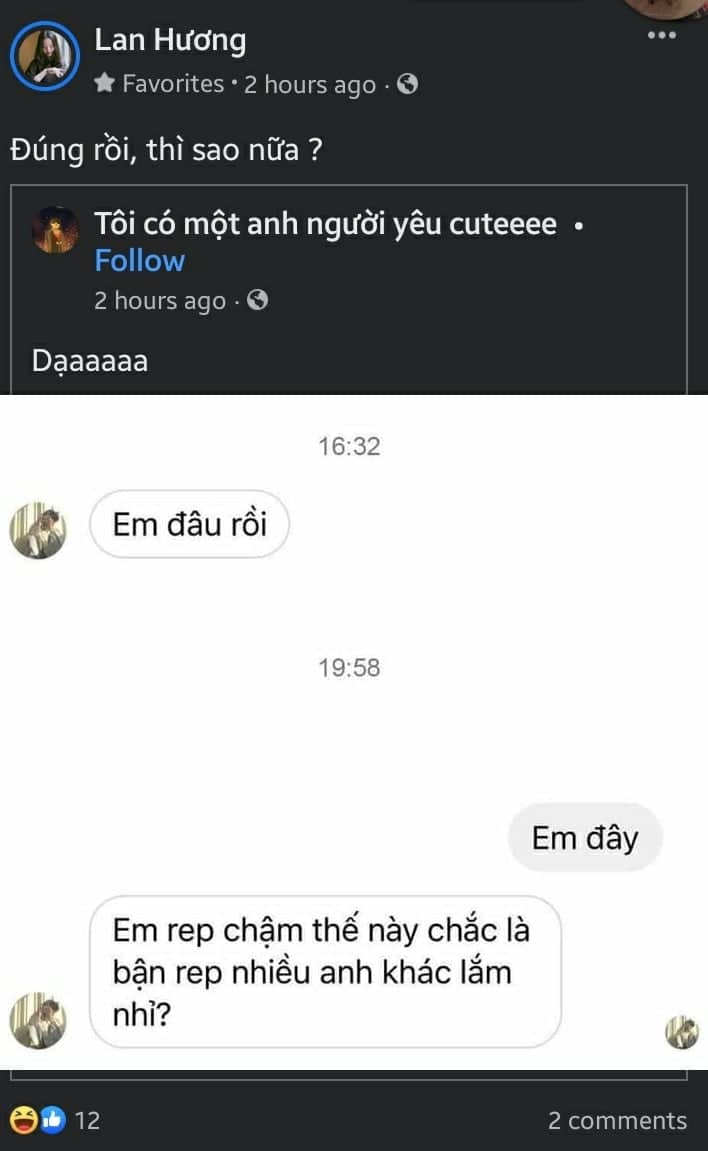 Lan Hương
Favorites • 2 hours ago ·
Đúng rồi, thì sao nữa ?
Tôi có một anh người yêu cuteeee •
Follow
2 hours ago ·
Dạaaaaa
16:32
Em đâu rồi
19:58
Em đây
Em rep chậm thế này chắc là
bận rep nhiều anh khác lắm
nhỉ?
12
2 comments